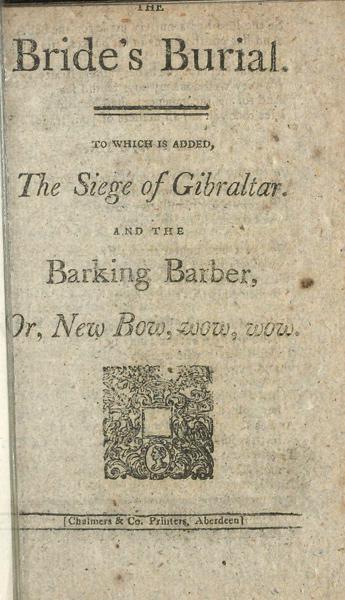 THE
Bride's Burial.
TO WHICH IS ADDED,
The Siege of Gibraltar.
AND THE
Barking Barber,
Or, New Bow, wow, wow.
[Chalmers & Co. Printers, Aberdeen]